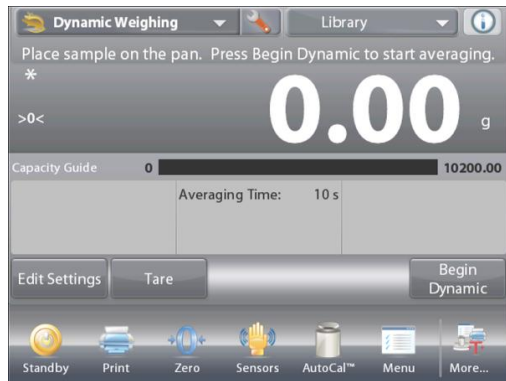 Dynamic Weighing Library
Place sample on the pan. Press Begin Dynamic to start averaging.
*
>0< 0.00 g
Capacity Guide 0 10200.00
Averaging Time: 10 s
Edit Settings Tare Begin Dynamic
Standby Print Zero Sensors AutoCal™ Menu More...